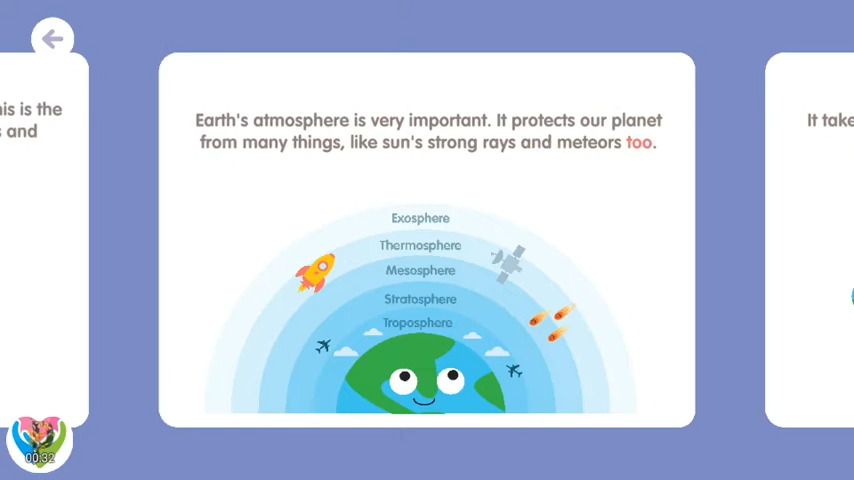 his is the
s and
Earth's atmosphere is very important. It protects our planet
from many things, like sun's strong rays and meteors too.
It take
Exosphere
Thermosphere
Mesosphere
Stratosphere
Troposphere
00:32